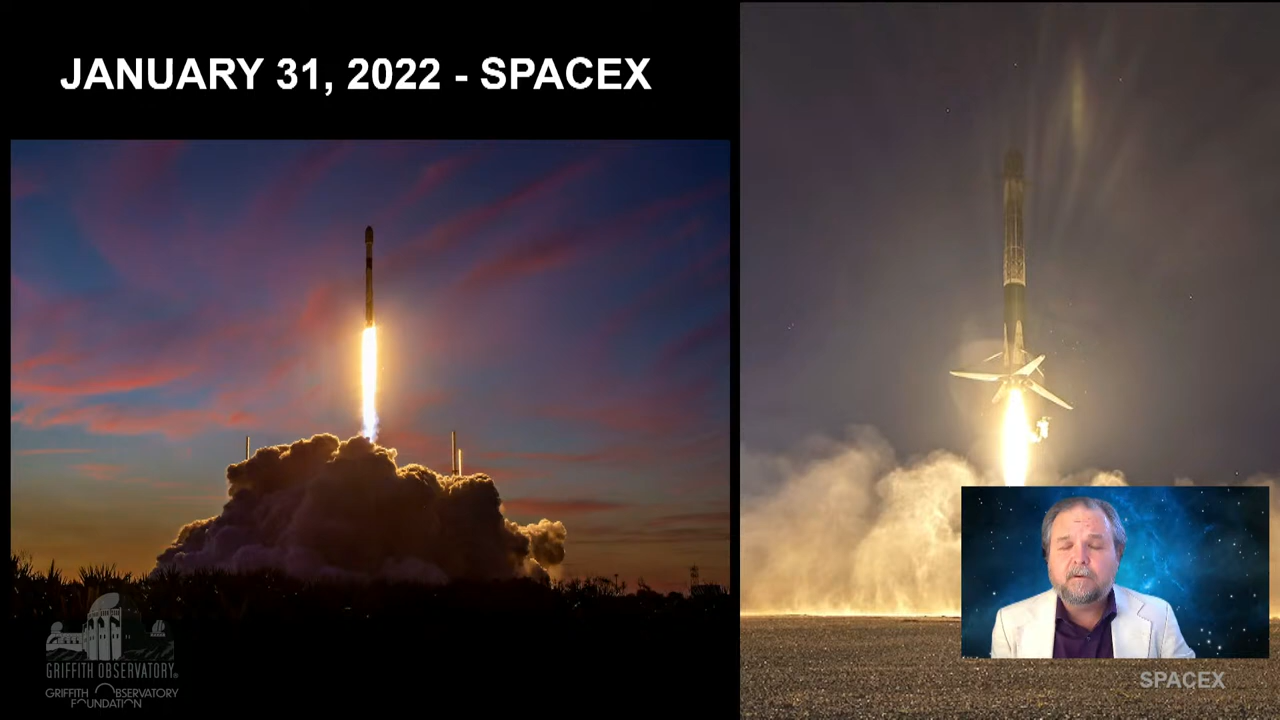 JANUARY 31, 2022 - SPACEX
GRIFFITH OBSERVATORY
GRIFFITH OBSERVATORY
FOUNDATION
SPACEX